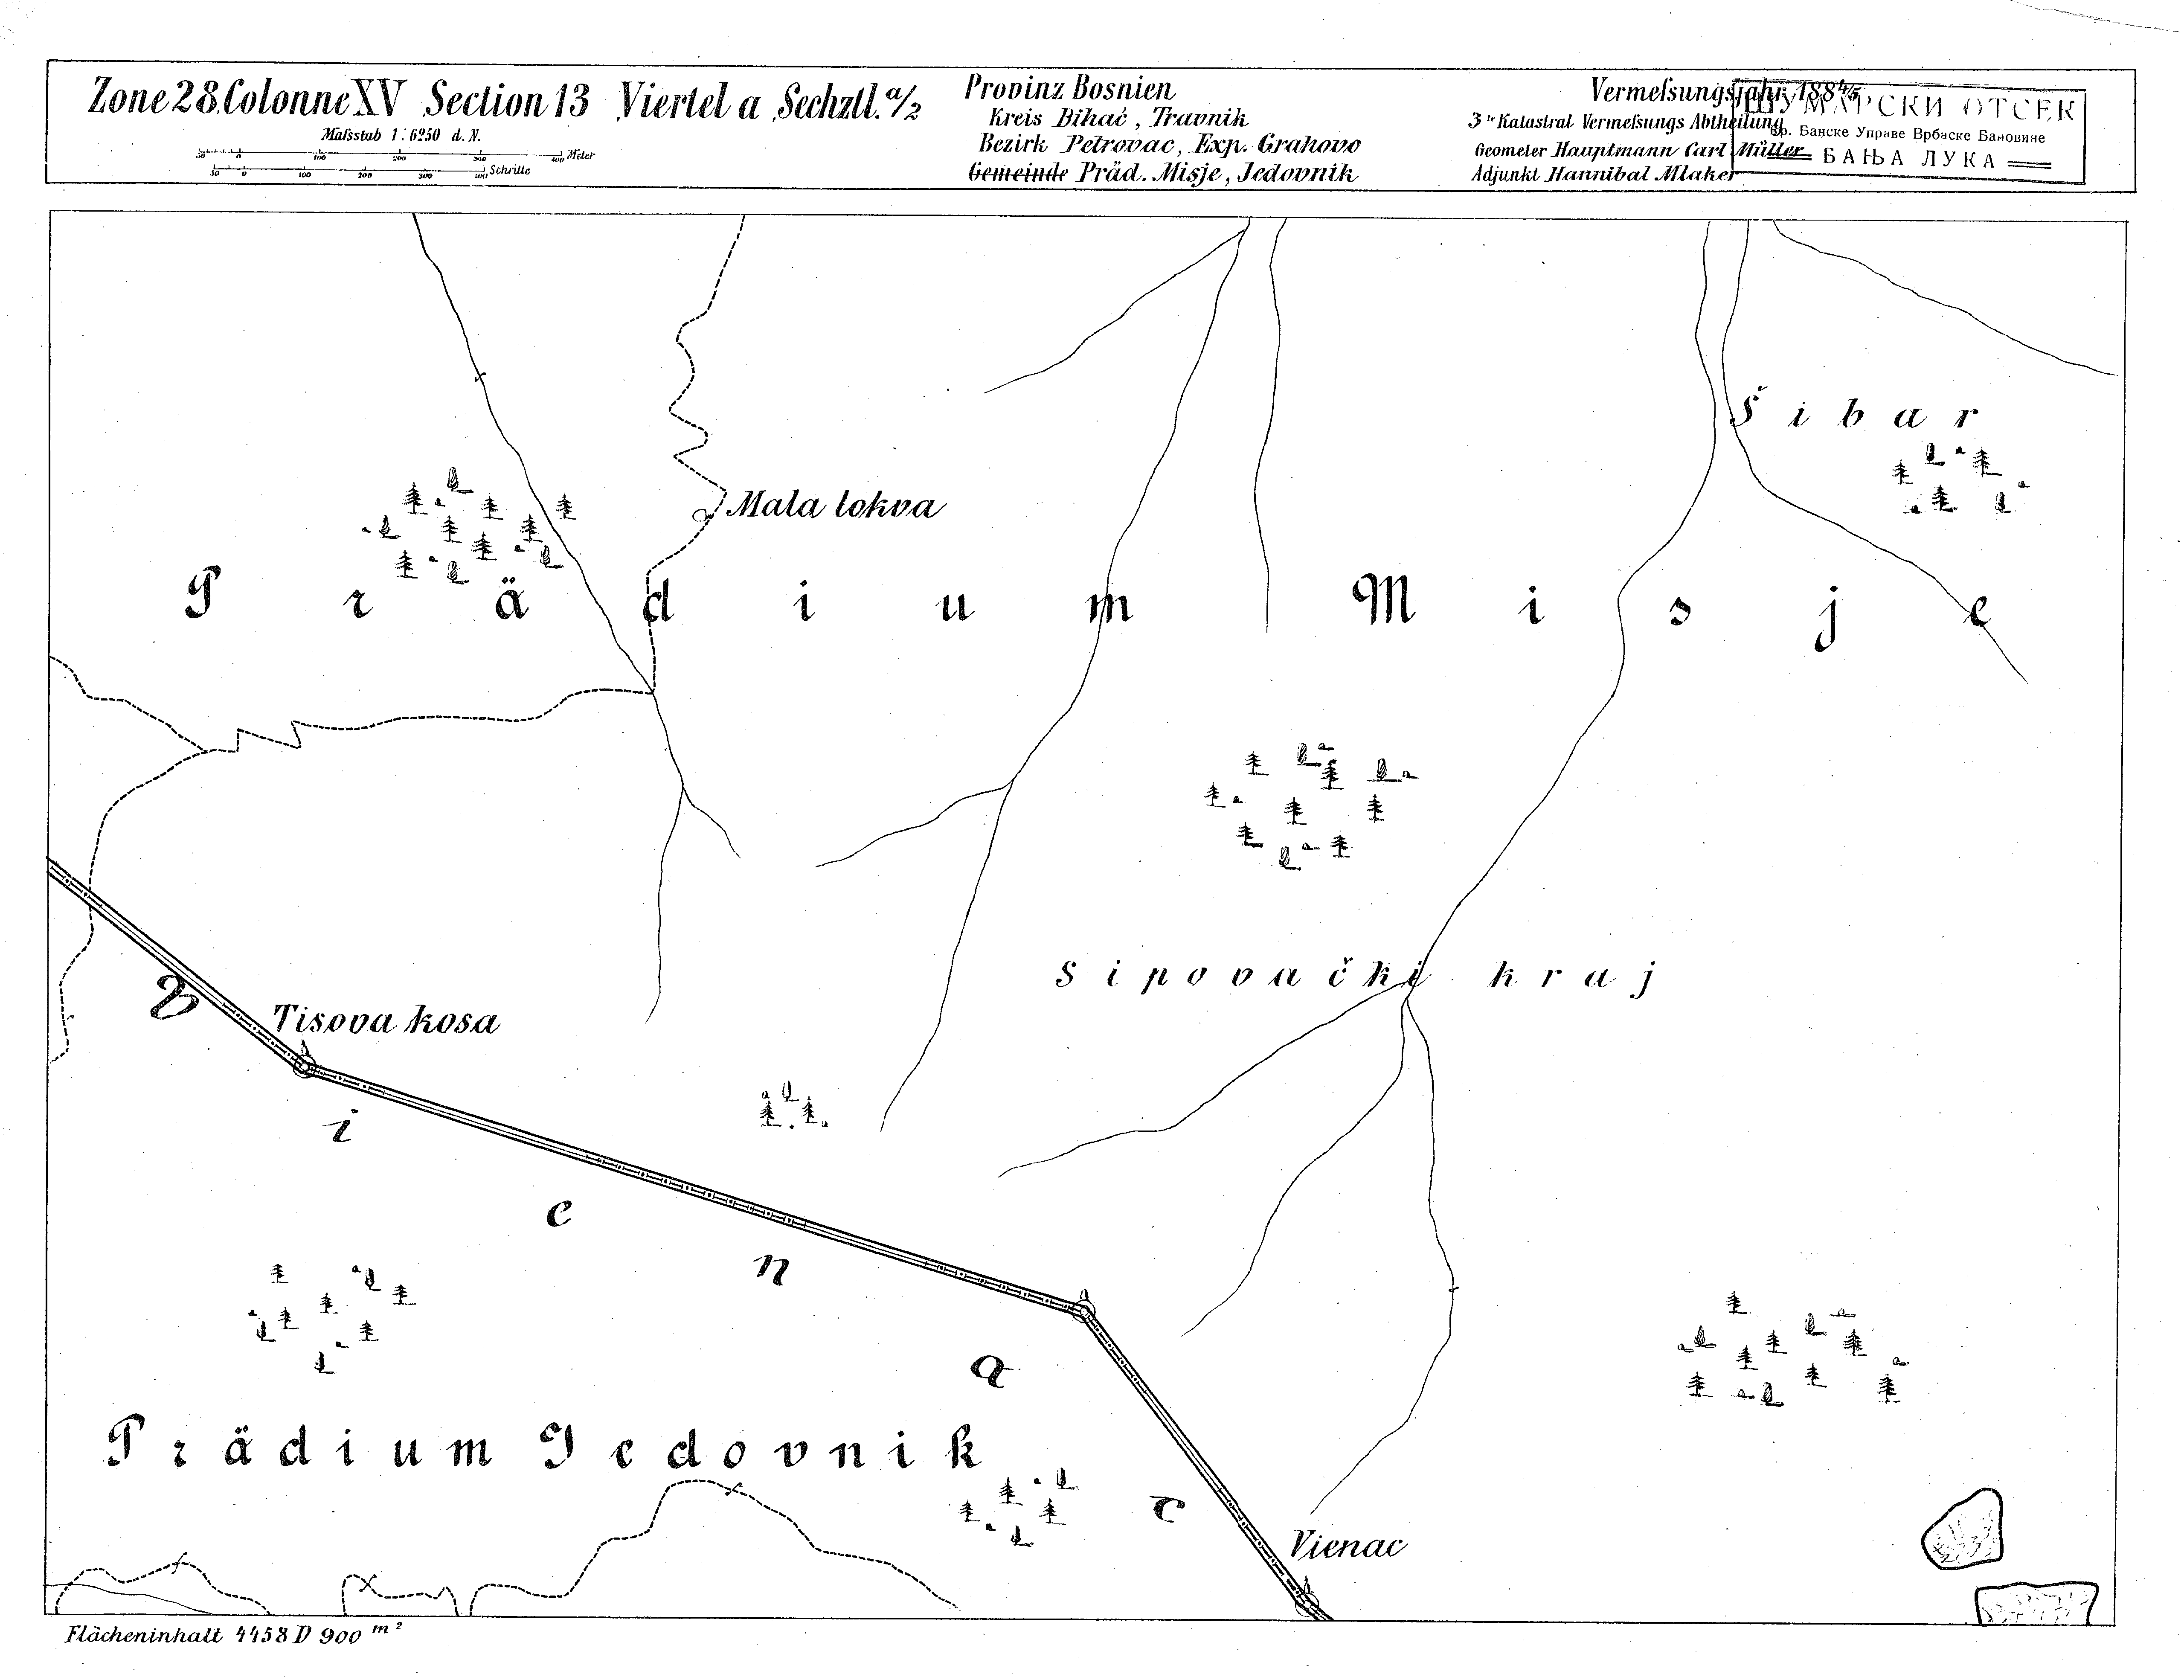 Zone 28. Colonne XV Section 13 Viertel a Sechztl. a/2
Maſsstab 1 : 6250 d. N.
50 0 100 200 300 400 Meter
50 0 100 200 300 400 Schritte
Provinz Bosnien
Kreis Bihać, Travnik
Bezirk Petrovac, Exp. Grahovo
Gemeinde Präd. Misje, Jedovnik
Vermeſsungsjahr 1884/5
3te Katastral Vermeſsungs Abtheilung
Geometer Hauptmann Carl Müller
Adjunkt Hannibal Mlaker
ШУМАРСКИ ОТСЕК
Кр. Банске Управе Врбаске Бановине
БАЊА ЛУКА
Šibar
Mala lokva
Prädium Misje
Sipovački kraj
Tisova kosa
Vienac
Prädium Jedovnik
Vienac
Flächeninhalt 4458 D 900 m²